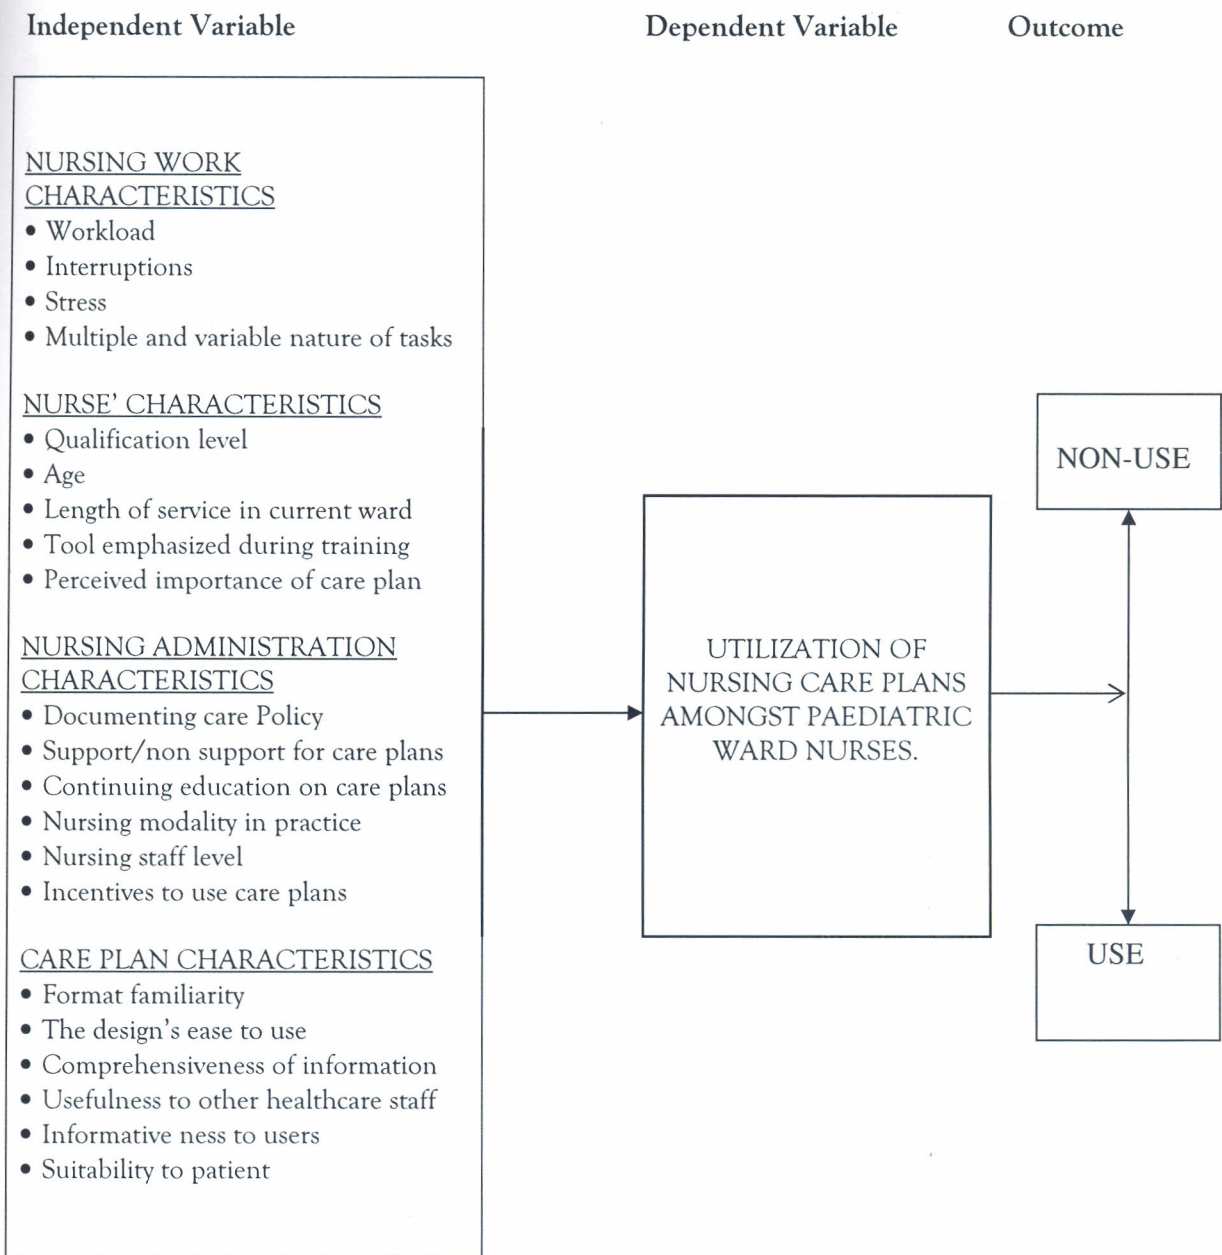 Independent Variable
Dependent Variable
Outcome
NURSING WORK
CHARACTERISTICS
• Workload
• Interruptions
• Stress
• Multiple and variable nature of tasks
NURSE' CHARACTERISTICS
• Qualification level
• Age
• Length of service in current ward
• Tool emphasized during training
• Perceived importance of care plan
NURSING ADMINISTRATION
CHARACTERISTICS
• Documenting care Policy
• Support/non support for care plans
• Continuing education on care plans
• Nursing modality in practice
• Nursing staff level
• Incentives to use care plans
CARE PLAN CHARACTERISTICS
• Format familiarity
• The design's ease to use
• Comprehensiveness of information
• Usefulness to other healthcare staff
• Informative ness to users
• Suitability to patient
UTILIZATION OF
NURSING CARE PLANS
AMONGST PAEDIATRIC
WARD NURSES.
NON-USE
USE